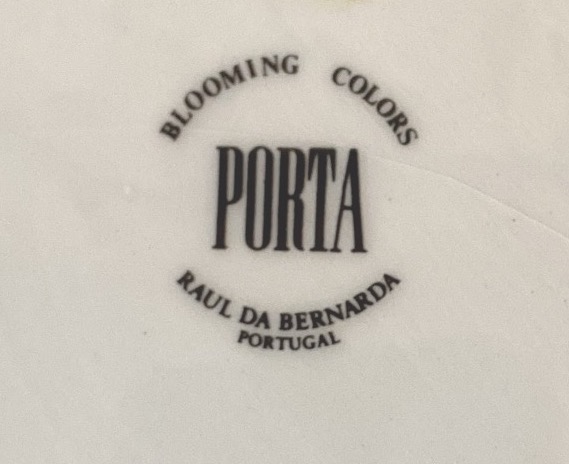 BLOOMING COLORS
PORTA
RAUL DA BERNARDA
PORTUGAL